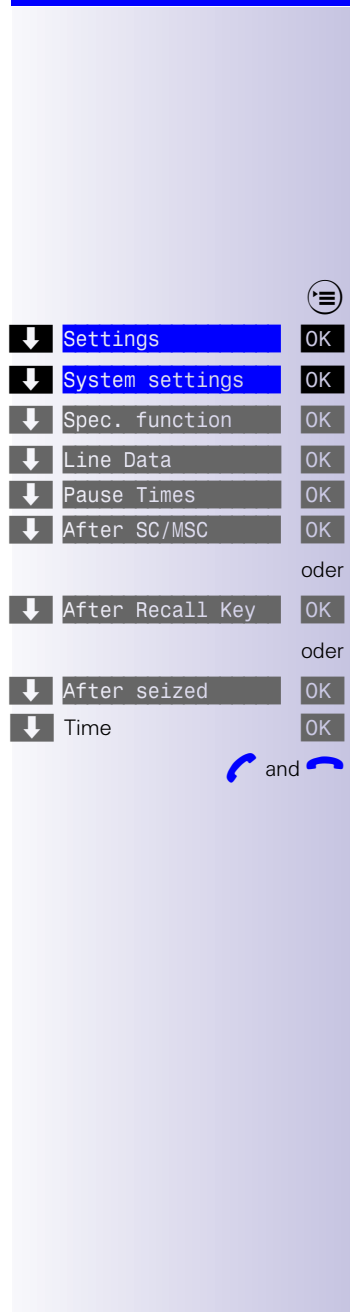 Settings OK
System settings OK
Spec. function OK
Line Data OK
Pause Times OK
After SC/MSC OK
oder
After Recall Key OK
oder
After seized OK
Time OK
and